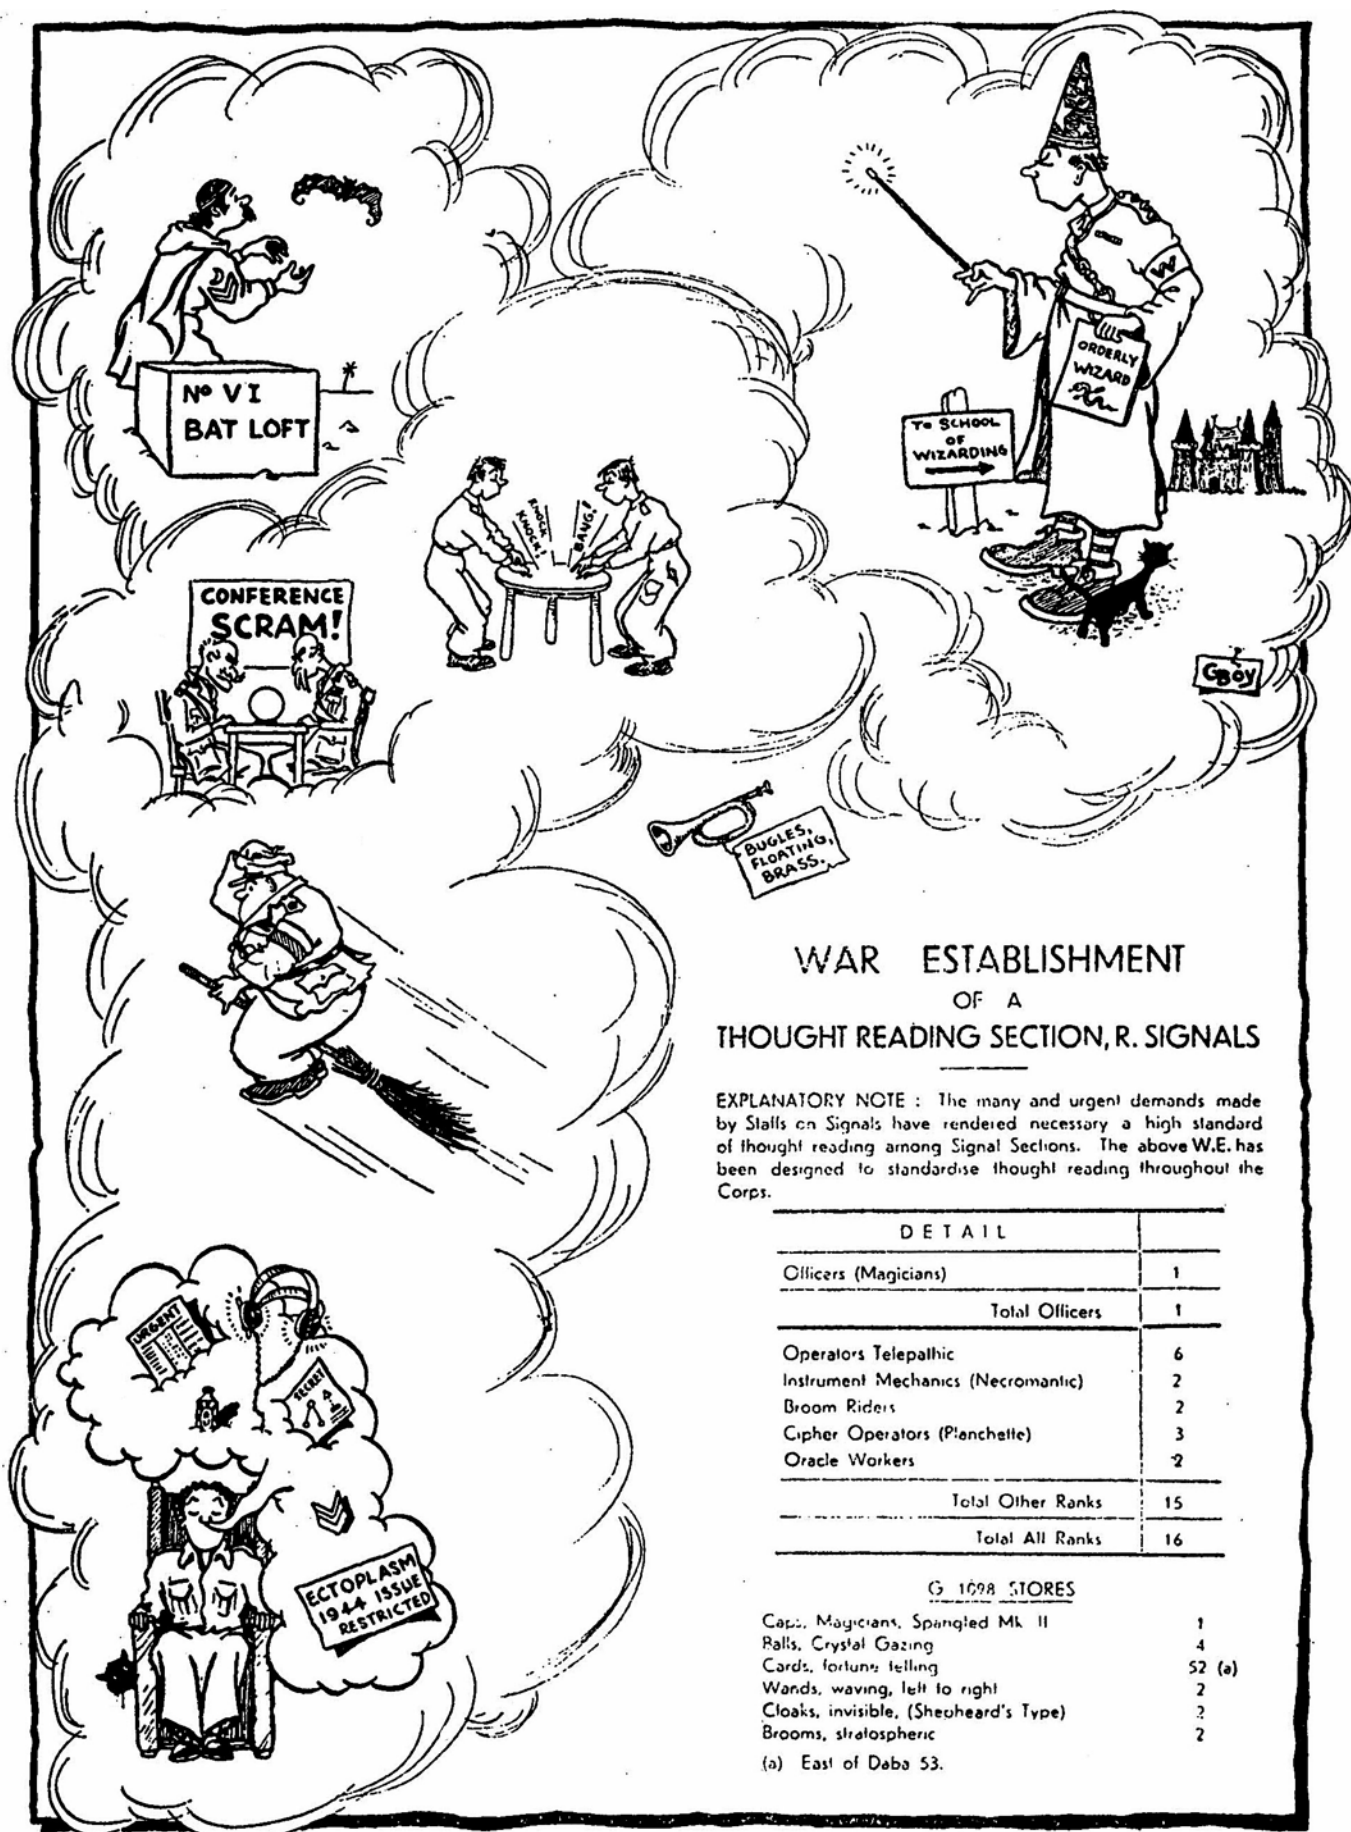 Nº VI
BAT LOFT
ORDERLY
WIZARD
TO SCHOOL
OF
WIZARDING
KNOCK
KNOCK!
BANG!
CONFERENCE
SCRAM!
GBOY
BUGLES,
FLOATING,
BRASS.
WAR ESTABLISHMENT
OF A
THOUGHT READING SECTION, R. SIGNALS
EXPLANATORY NOTE : The many and urgent demands made
by Staffs on Signals have rendered necessary a high standard
of thought reading among Signal Sections. The above W.E. has
been designed to standardise thought reading throughout the
Corps.
DETAIL
Officers (Magicians) 1
Total Officers 1
Operators Telepathic 6
Instrument Mechanics (Necromantic) 2
Broom Riders 2
Cipher Operators (Planchette) 3
Oracle Workers 2
Total Other Ranks 15
Total All Ranks 16
G 1098 STORES
Caps, Magicians, Spangled Mk II 1
Balls, Crystal Gazing 4
Cards, fortune telling 52 (a)
Wands, waving, left to right 2
Cloaks, invisible, (Shepheard's Type) 2
Brooms, stratospheric 2
(a) East of Daba 53.
URGENT
SECRET
ECTOPLASM
1944 ISSUE
RESTRICTED
W